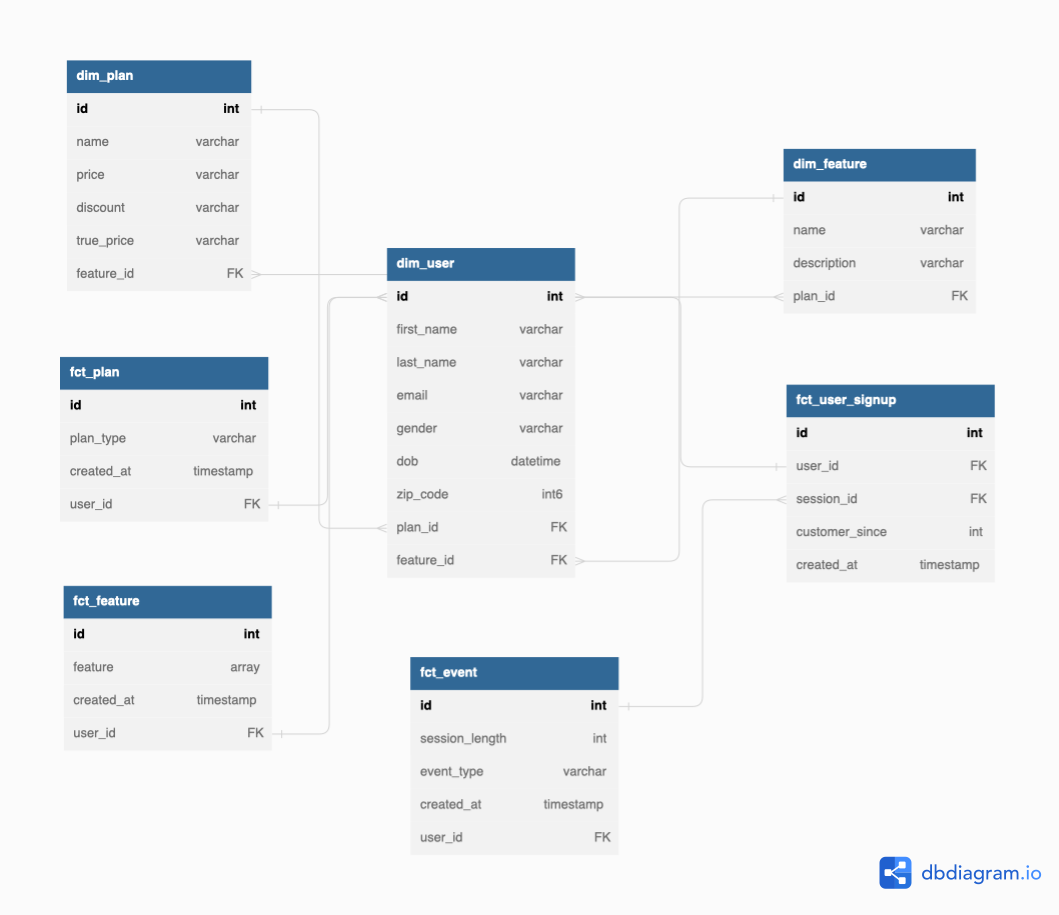 dim_plan
id int
name varchar
price varchar
discount varchar
true_price varchar
feature_id FK
dim_feature
id int
name varchar
description varchar
plan_id FK
dim_user
id int
first_name varchar
last_name varchar
email varchar
gender varchar
dob datetime
zip_code int6
plan_id FK
feature_id FK
fct_plan
id int
plan_type varchar
created_at timestamp
user_id FK
fct_user_signup
id int
user_id FK
session_id FK
customer_since int
created_at timestamp
fct_feature
id int
feature array
created_at timestamp
user_id FK
fct_event
id int
session_length int
event_type varchar
created_at timestamp
user_id FK
dbdiagram.io